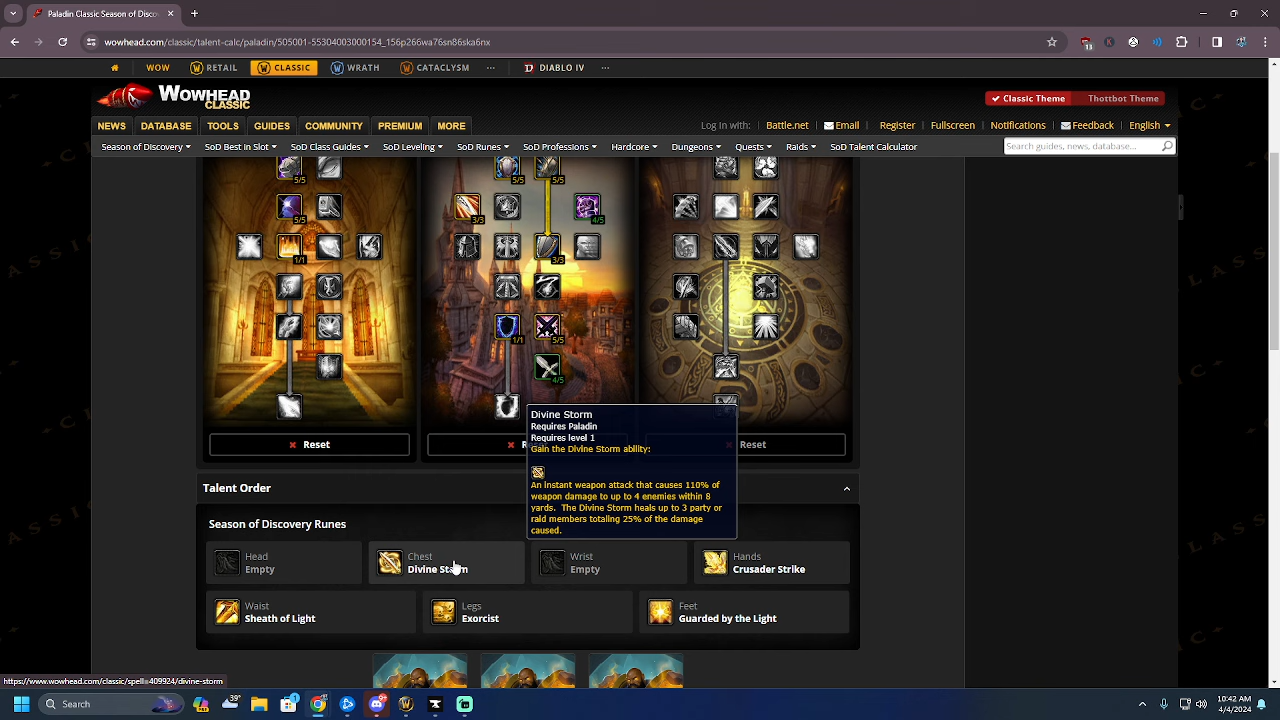 Paladin Classic Season of Disco
wowhead.com/classic/talent-calc/paladin/505001-55304003000154_156p266wa76sn86ska6nx
13
WOW RETAIL CLASSIC WRATH CATACLYSM ... DIABLO IV ...
WOWHEAD
CLASSIC
Classic Theme Thottbot Theme
NEWS DATABASE TOOLS GUIDES COMMUNITY PREMIUM MORE
Log In with: Battle.net Email Register Fullscreen Notifications Feedback English
Season of Discovery SoD Best in Slot SoD Class Guides SoD Leveling SoD Runes SoD Professions Hardcore Dungeons Quests Raids SoD Talent Calculator
Search guides, news, database...
5/5 5/5 5/5
5/5 3/3 4/5
1/1 3/3
1/1 5/5
4/5
Reset Reset
Divine Storm
Requires Paladin
Requires level 1
Gain the Divine Storm ability:
An instant weapon attack that causes 110% of
weapon damage to up to 4 enemies within 8
yards. The Divine Storm heals up to 3 party or
raid members totaling 25% of the damage
caused.
Talent Order
Season of Discovery Runes
Head
Empty
Chest
Divine Storm
Wrist
Empty
Hands
Crusader Strike
Waist
Sheath of Light
Legs
Exorcist
Feet
Guarded by the Light
https://www.wowhead.com/classic/spell=409924/divine-storm
Search
39°
10:42 AM
4/4/2024